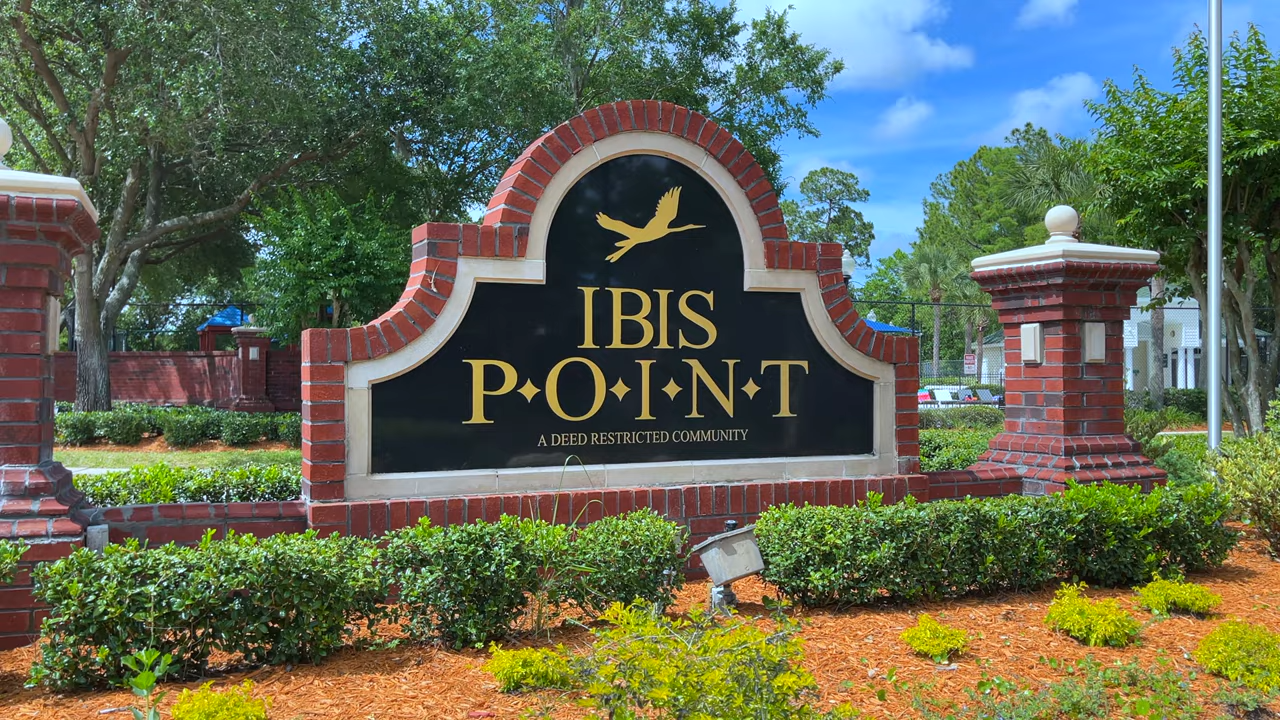 IBIS
P✦O✦I✦N✦T
A DEED RESTRICTED COMMUNITY